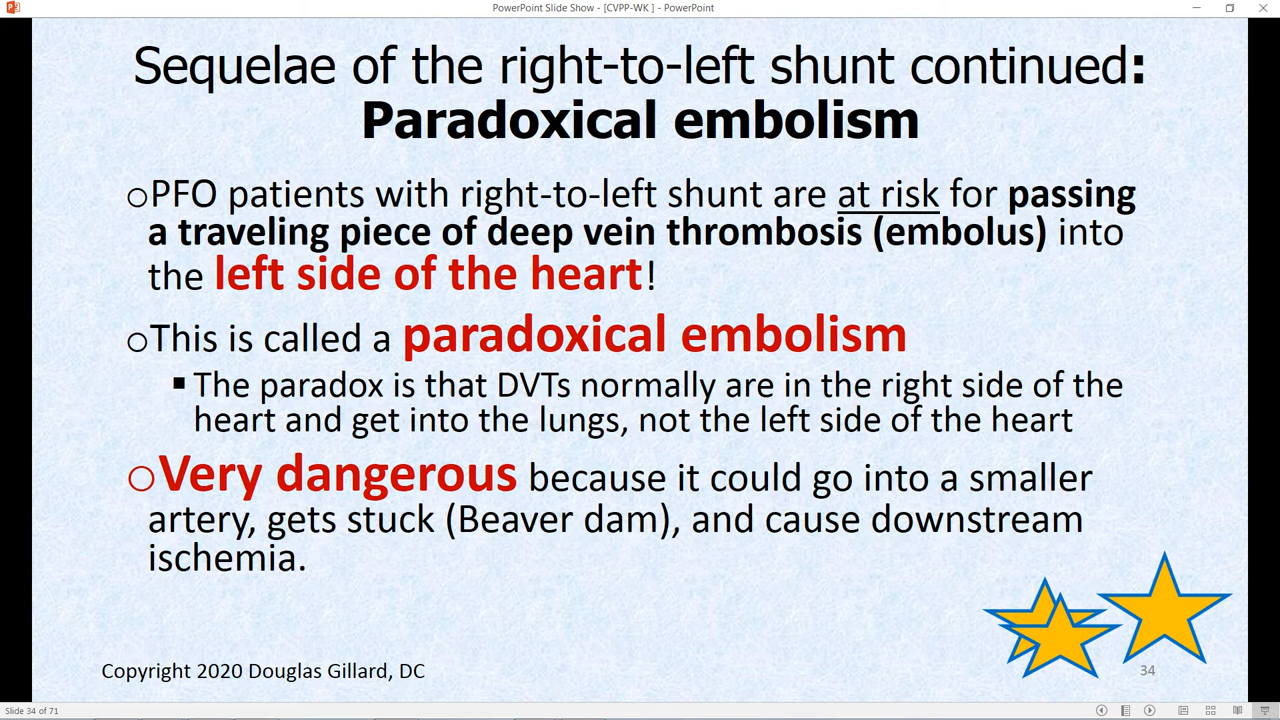 PowerPoint Slide Show - [CVPP-WK ] - PowerPoint
Sequelae of the right-to-left shunt continued:
Paradoxical embolism
oPFO patients with right-to-left shunt are at risk for passing
a traveling piece of deep vein thrombosis (embolus) into
the left side of the heart!
oThis is called a paradoxical embolism
▪ The paradox is that DVTs normally are in the right side of the
heart and get into the lungs, not the left side of the heart
oVery dangerous because it could go into a smaller
artery, gets stuck (Beaver dam), and cause downstream
ischemia.
Copyright 2020 Douglas Gillard, DC
34
Slide 34 of 71